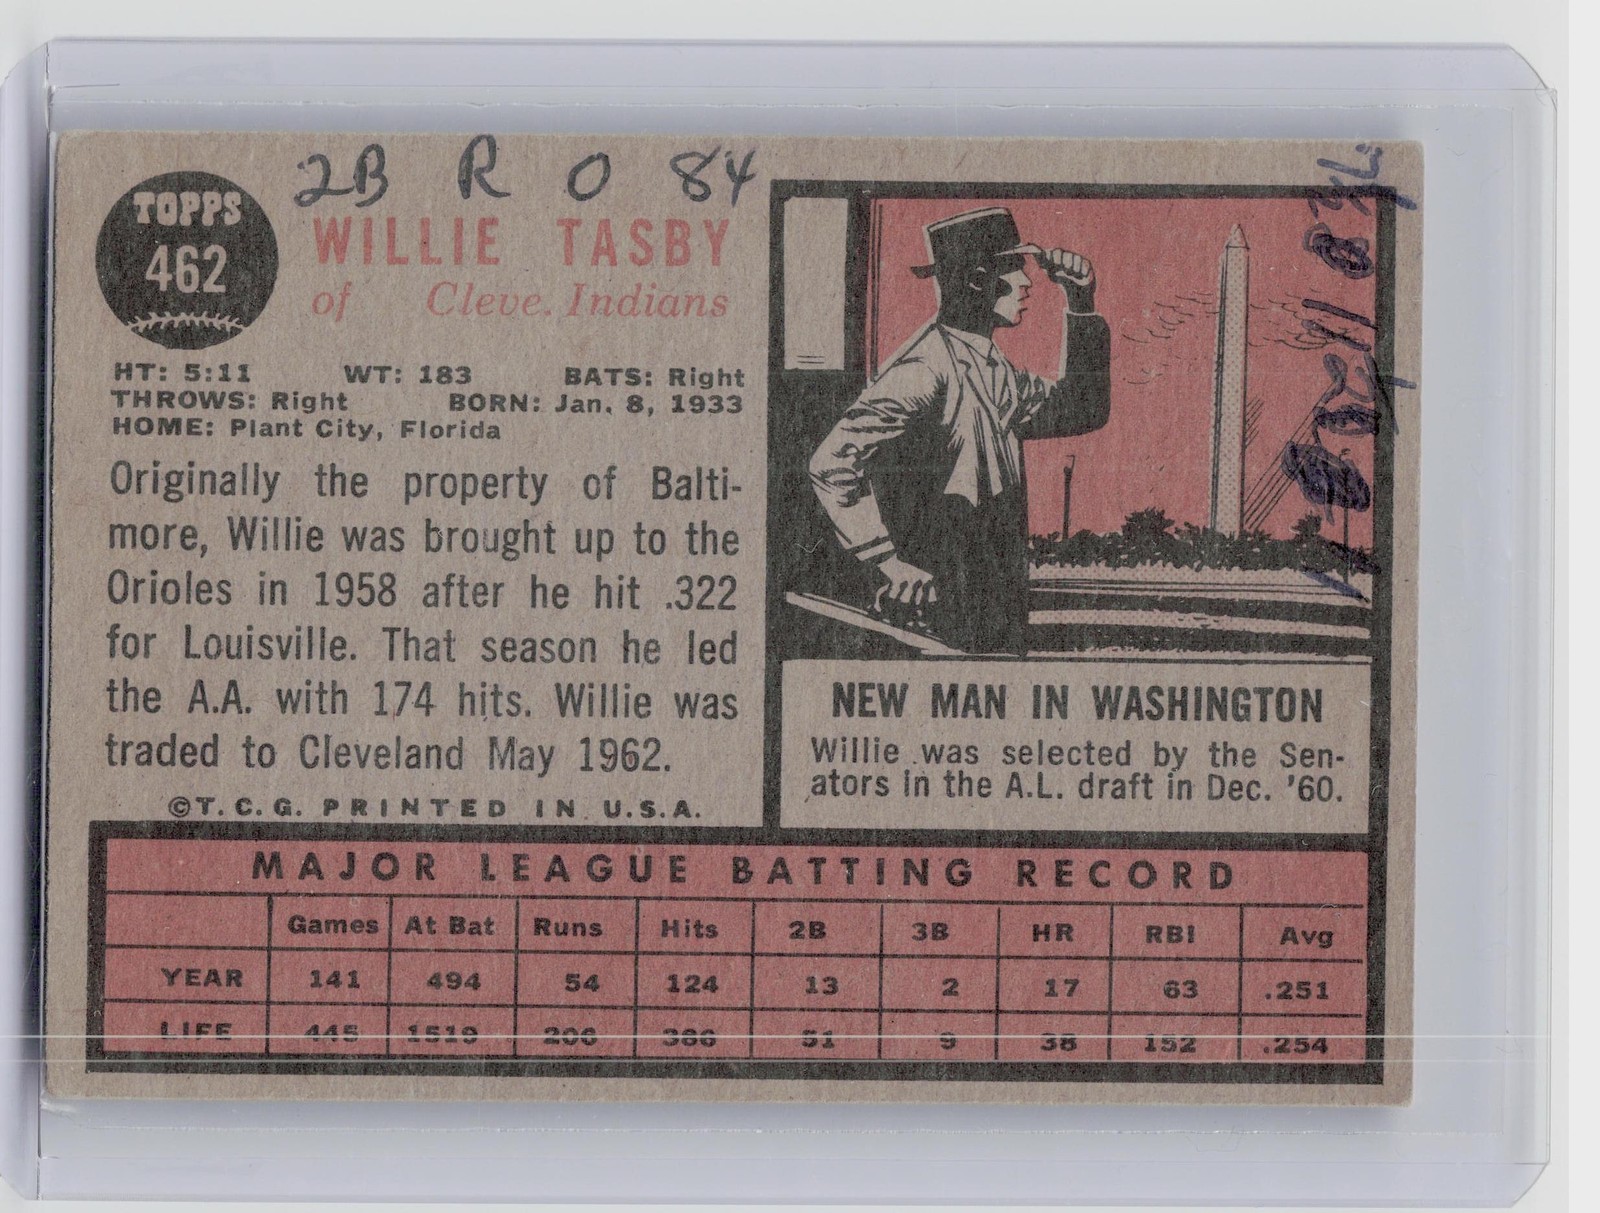 2B R O 84
TOPPS
462
WILLIE TASBY
of Cleve. Indians
HT: 5:11 WT: 183 BATS: Right
THROWS: Right BORN: Jan. 8, 1933
HOME: Plant City, Florida
Originally the property of Balti-
more, Willie was brought up to the
Orioles in 1958 after he hit .322
for Louisville. That season he led
the A.A. with 174 hits. Willie was
traded to Cleveland May 1962.
©T.C.G. PRINTED IN U.S.A.
NEW MAN IN WASHINGTON
Willie was selected by the Sen-
ators in the A.L. draft in Dec. '60.
MAJOR LEAGUE BATTING RECORD
Games At Bat Runs Hits 2B 3B HR RBI Avg
YEAR 141 494 54 124 13 2 17 63 .251
LIFE 445 1519 206 386 51 9 38 152 .254